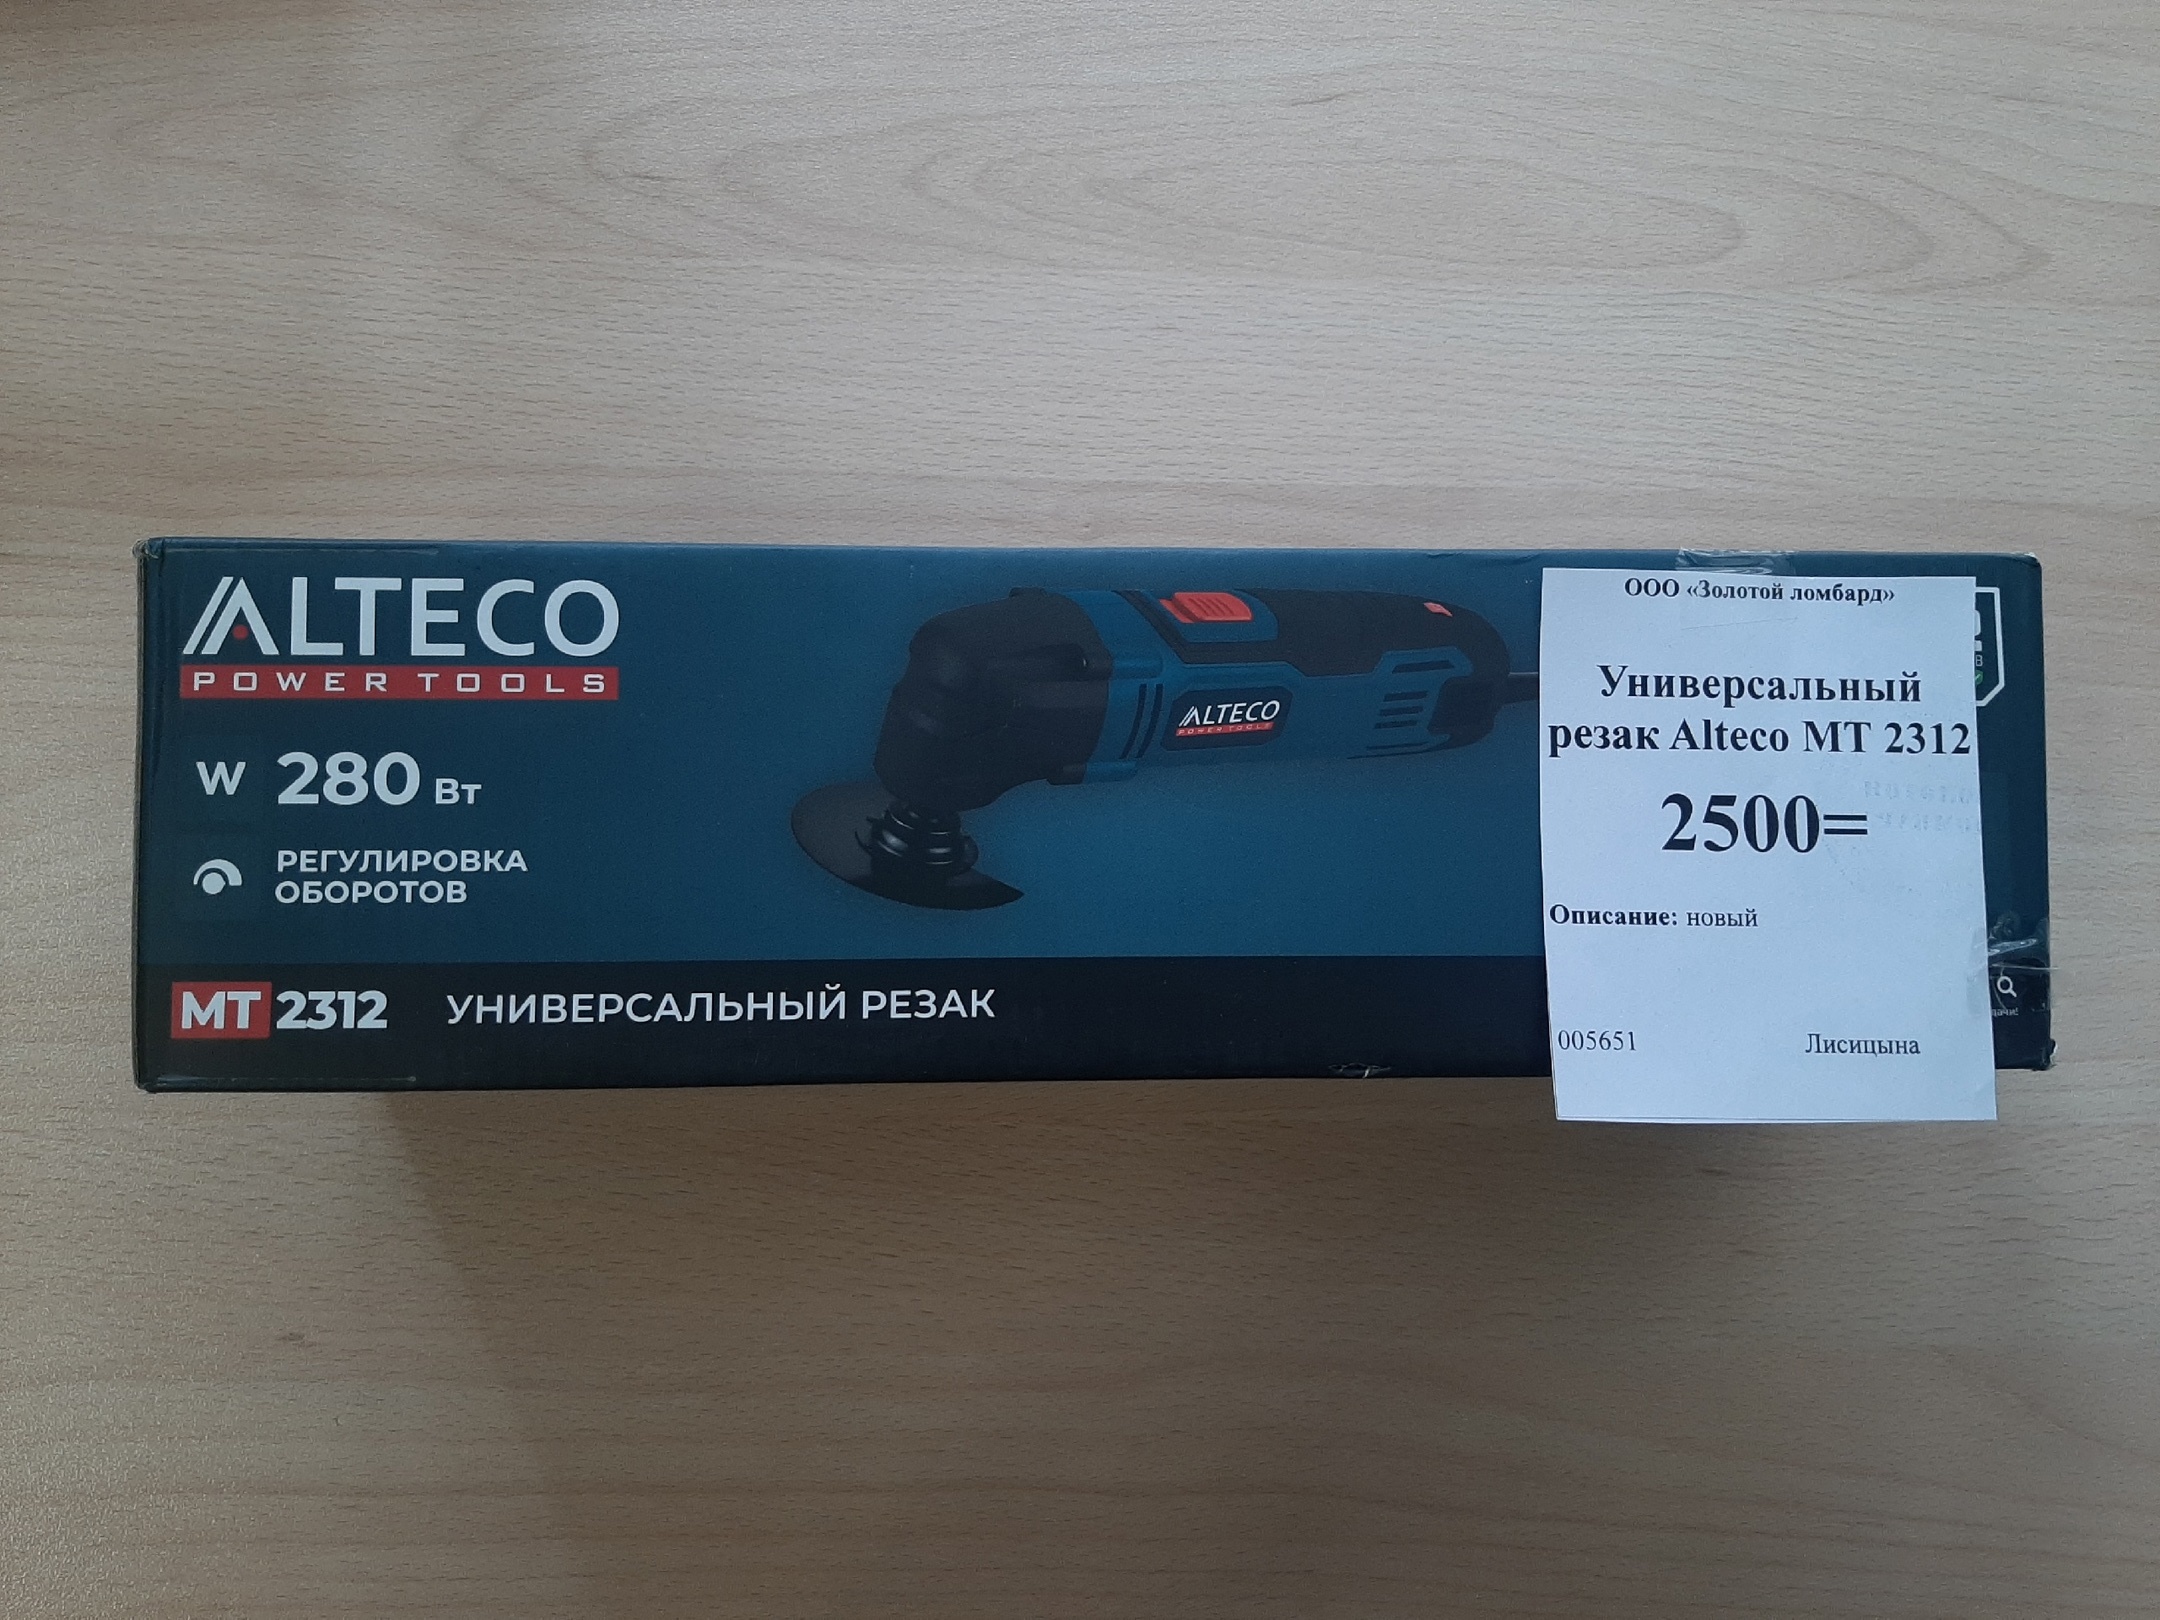 ALTECO
POWER TOOLS
W 280 Вт
РЕГУЛИРОВКА
ОБОРОТОВ
MT 2312 УНИВЕРСАЛЬНЫЙ РЕЗАК
ALTECO
POWER TOOLS
ООО «Золотой ломбард»
Универсальный
резак Alteco MT 2312
2500=
Описание: новый
005651 Лисицына